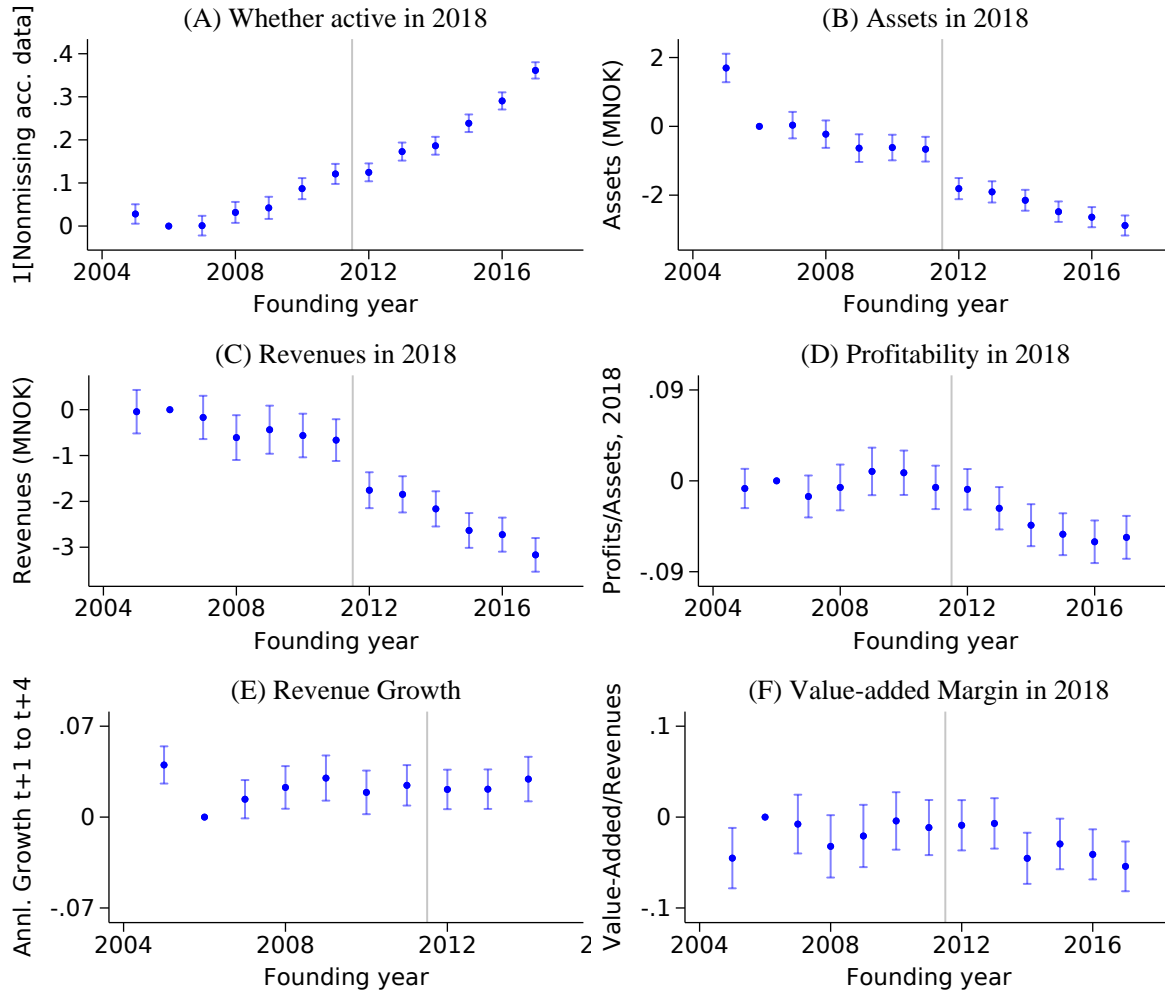 (A) Whether active in 2018
1[Nonmissing acc. data]
.4
.3
.2
.1
0
2004 2008 2012 2016
Founding year
(B) Assets in 2018
Assets (MNOK)
2
0
-2
2004 2008 2012 2016
Founding year
(C) Revenues in 2018
Revenues (MNOK)
0
-1
-2
-3
2004 2008 2012 2016
Founding year
(D) Profitability in 2018
Profits/Assets, 2018
.09
0
-.09
2004 2008 2012 2016
Founding year
(E) Revenue Growth
Annl. Growth t+1 to t+4
.07
0
-.07
2004 2008 2012
Founding year
(F) Value-added Margin in 2018
Value-Added/Revenues
.1
0
-.1
2004 2008 2012 2016
Founding year